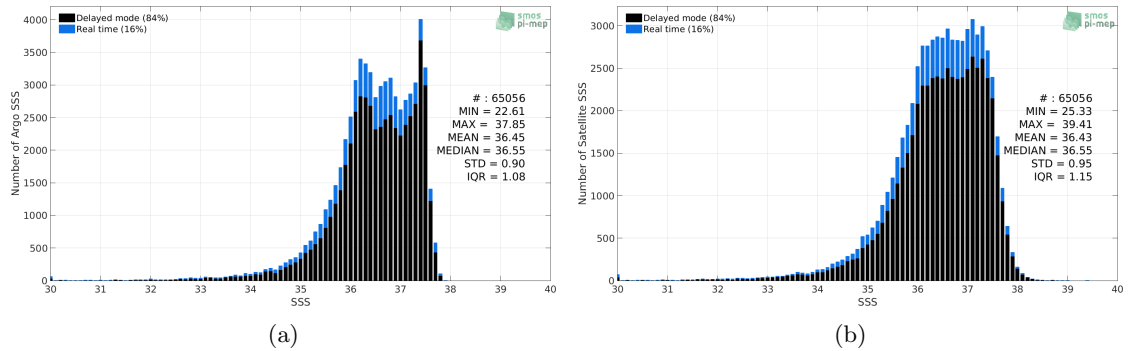 Delayed mode (84%)
Real time (16%)
smos
pi-mep
4000
3500
3000
2500
2000
1500
1000
500
0
Number of Argo SSS
# : 65056
MIN = 22.61
MAX = 37.85
MEAN = 36.45
MEDIAN = 36.55
STD = 0.90
IQR = 1.08
30 31 32 33 34 35 36 37 38 39 40
SSS
(a)
Delayed mode (84%)
Real time (16%)
smos
pi-mep
3000
2500
2000
1500
1000
500
0
Number of Satellite SSS
# : 65056
MIN = 25.33
MAX = 39.41
MEAN = 36.43
MEDIAN = 36.55
STD = 0.95
IQR = 1.15
30 31 32 33 34 35 36 37 38 39 40
SSS
(b)